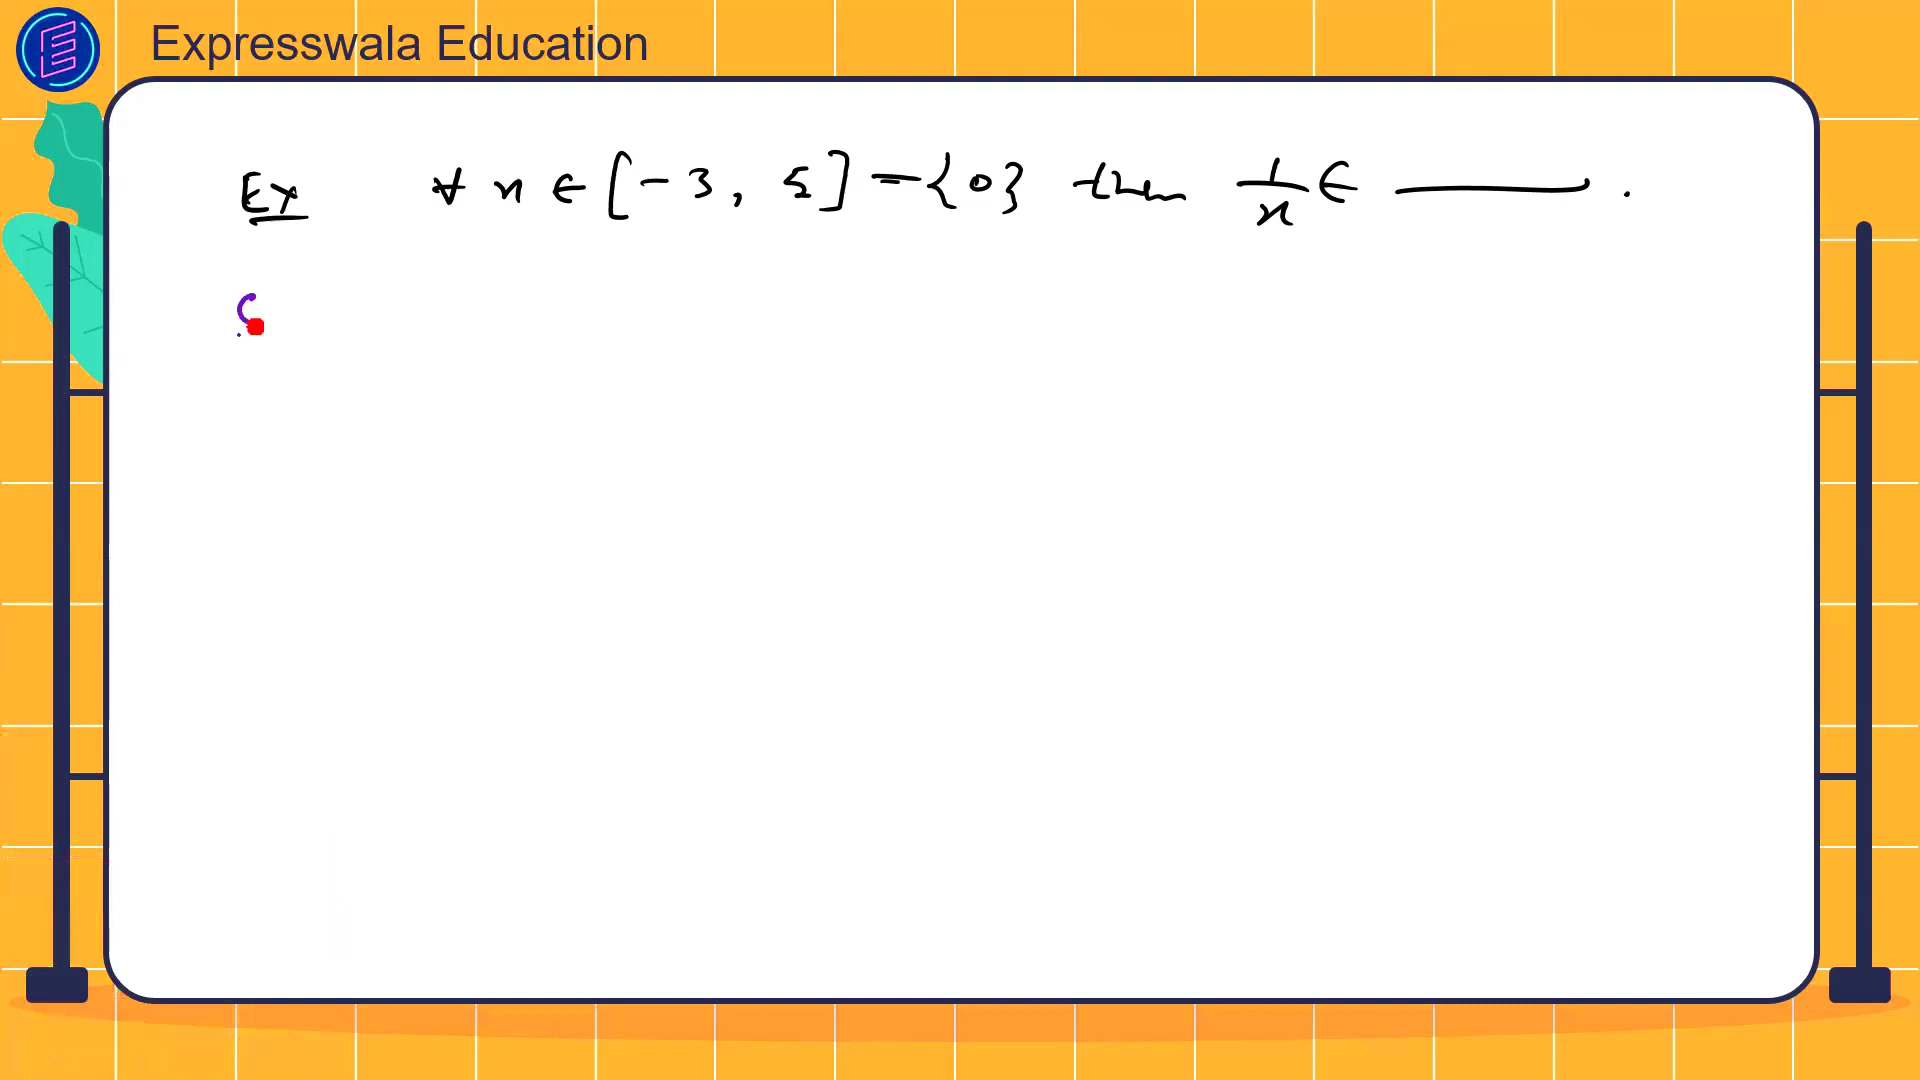 Expresswala Education
Ex ∀ x ∈ [-3, 5] - {0} then 1/x ∈ ______ .